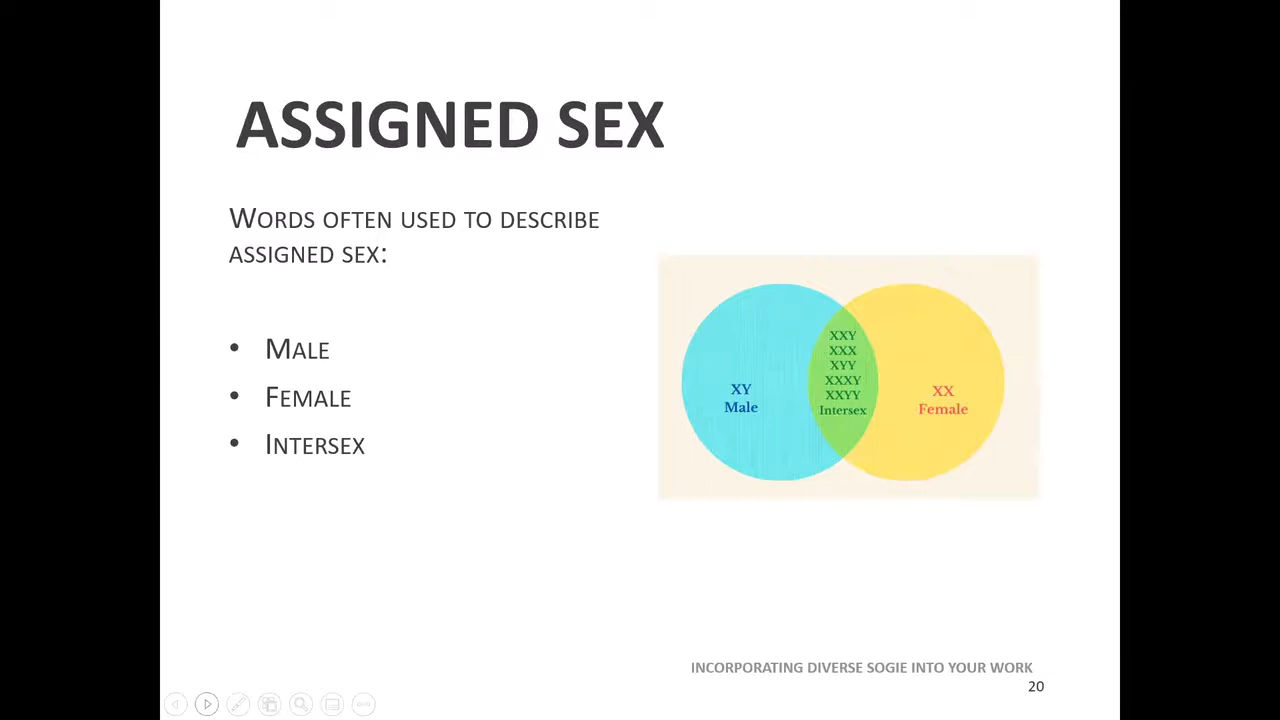 ASSIGNED SEX
WORDS OFTEN USED TO DESCRIBE
ASSIGNED SEX:
• MALE
• FEMALE
• INTERSEX
XY
Male
XXY
XXX
XYY
XXXY
XXYY
Intersex
XX
Female
INCORPORATING DIVERSE SOGIE INTO YOUR WORK
20